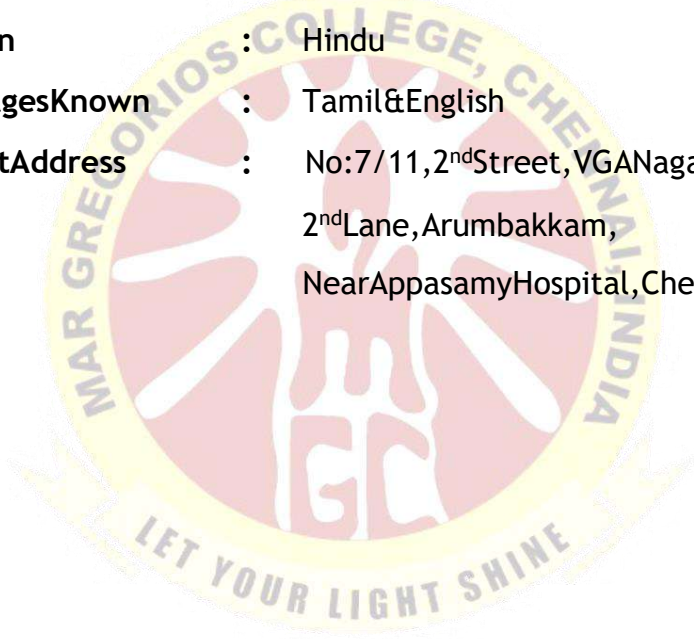 n : Hindu
gesKnown : Tamil&English
tAddress : No:7/11,2ndStreet,VGANaga
2ndLane,Arumbakkam,
NearAppasamyHospital,Che
MAR GREGORIOS COLLEGE, CHENNAI, INDIA
MGC
LET YOUR LIGHT SHINE